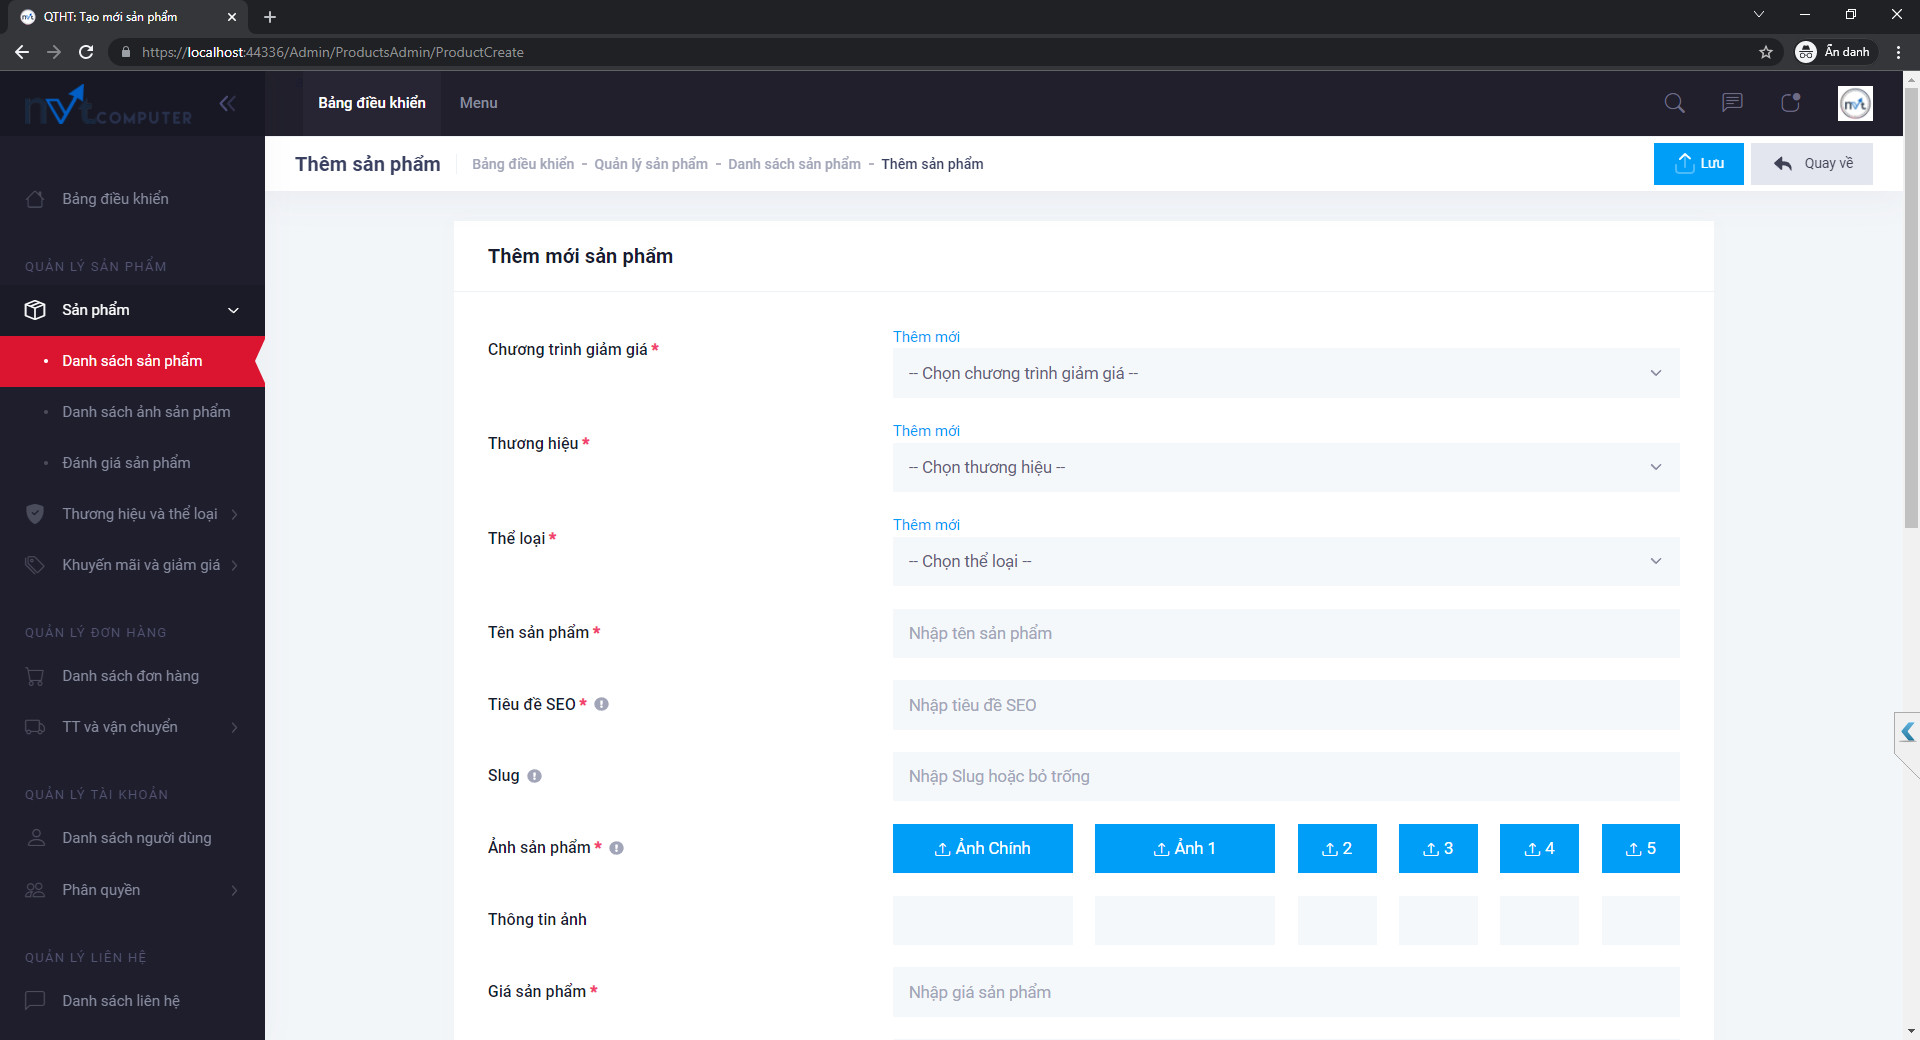 QTHT: Tạo mới sản phẩm
https://localhost:44336/Admin/ProductsAdmin/ProductCreate
Ẩn danh
nvt COMPUTER
Bảng điều khiển
Menu
nvt
Thêm sản phẩm
Bảng điều khiển - Quản lý sản phẩm - Danh sách sản phẩm - Thêm sản phẩm
Lưu
Quay về
Bảng điều khiển
QUẢN LÝ SẢN PHẨM
Sản phẩm
Danh sách sản phẩm
Danh sách ảnh sản phẩm
Đánh giá sản phẩm
Thương hiệu và thể loại
Khuyến mãi và giảm giá
QUẢN LÝ ĐƠN HÀNG
Danh sách đơn hàng
TT và vận chuyển
QUẢN LÝ TÀI KHOẢN
Danh sách người dùng
Phân quyền
QUẢN LÝ LIÊN HỆ
Danh sách liên hệ
Thêm mới sản phẩm
Chương trình giảm giá *
Thêm mới
-- Chọn chương trình giảm giá --
Thương hiệu *
Thêm mới
-- Chọn thương hiệu --
Thể loại *
Thêm mới
-- Chọn thể loại --
Tên sản phẩm *
Nhập tên sản phẩm
Tiêu đề SEO *
Nhập tiêu đề SEO
Slug
Nhập Slug hoặc bỏ trống
Ảnh sản phẩm *
Ảnh Chính
Ảnh 1
2
3
4
5
Thông tin ảnh
Giá sản phẩm *
Nhập giá sản phẩm